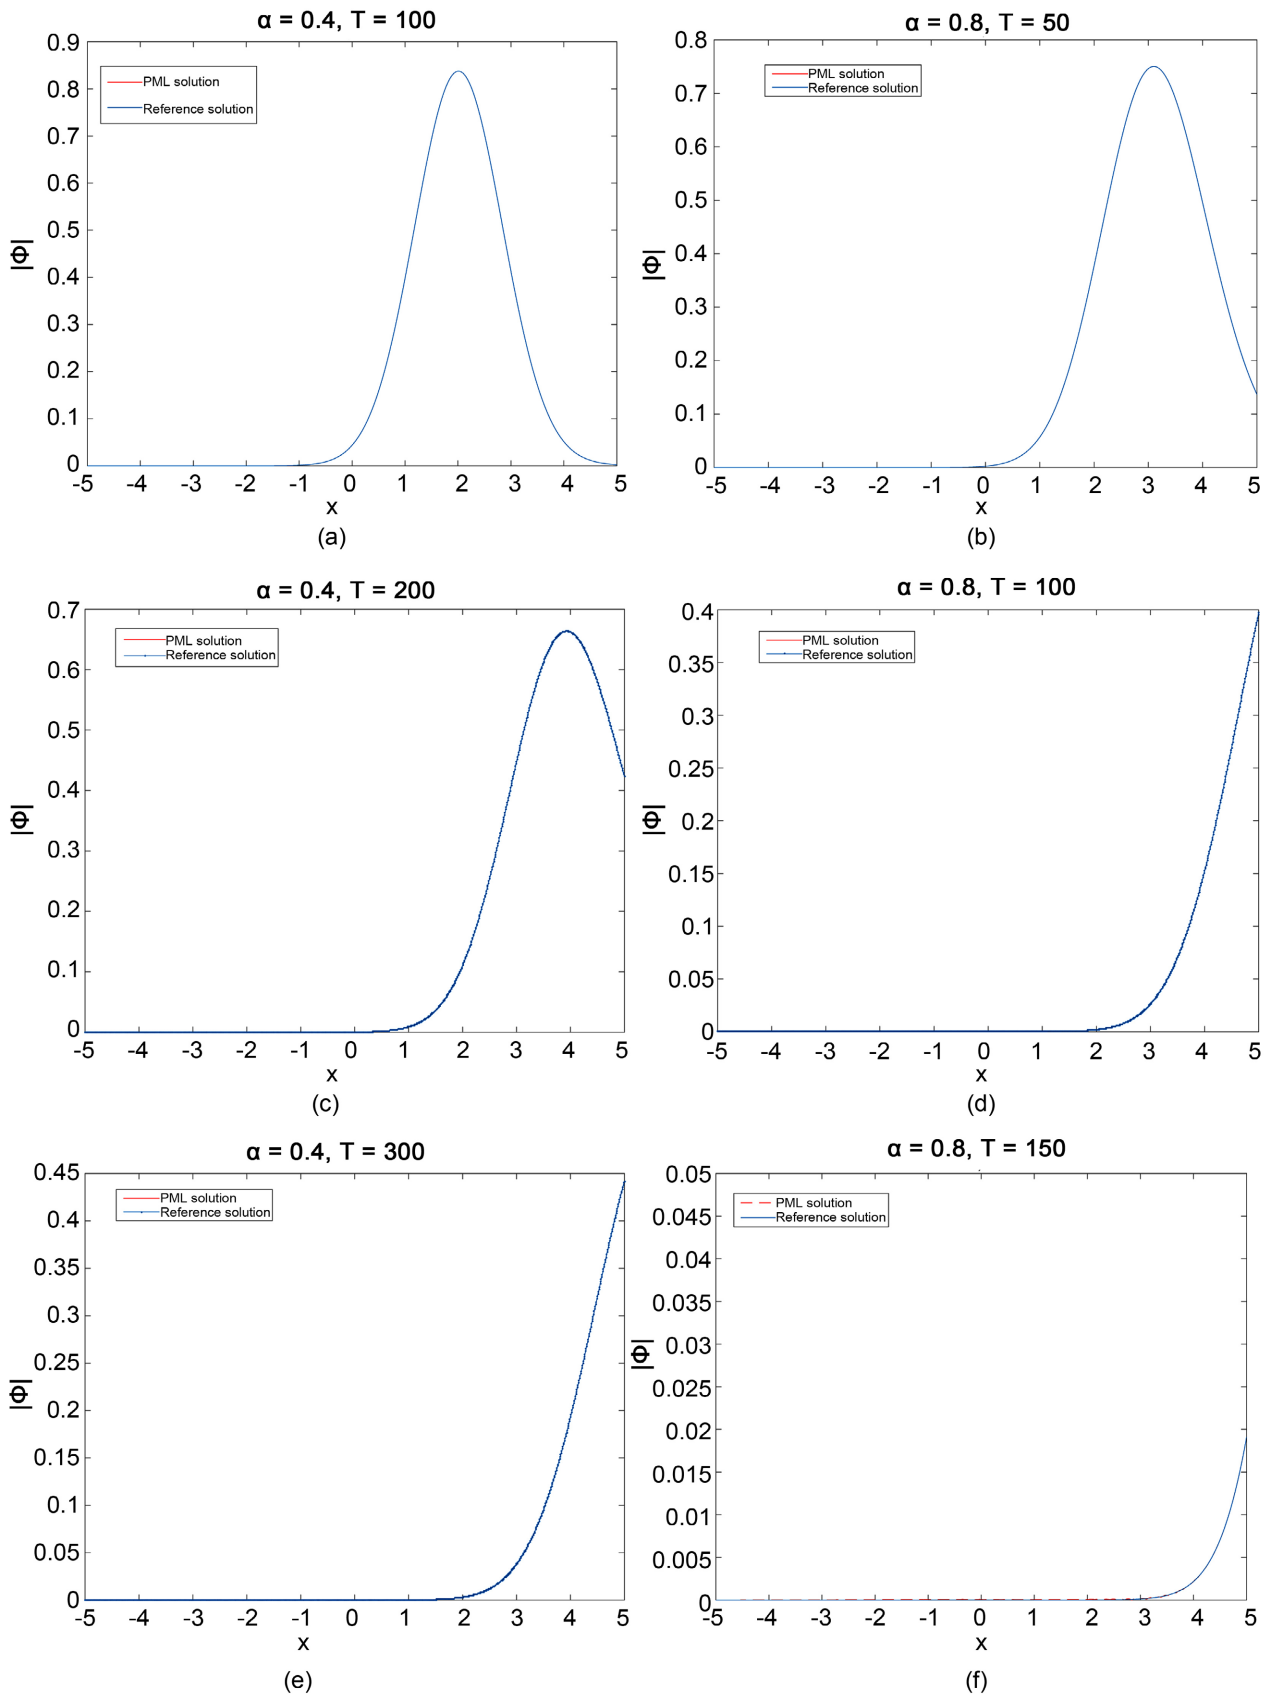 α = 0.4, T = 100
0.9
0.8
0.7
0.6
0.5
0.4
0.3
0.2
0.1
0
PML solution
Reference solution
|Φ|
-5 -4 -3 -2 -1 0 1 2 3 4 5
x
(a)
α = 0.8, T = 50
0.8
0.7
0.6
0.5
0.4
0.3
0.2
0.1
0
PML solution
Reference solution
|Φ|
-5 -4 -3 -2 -1 0 1 2 3 4 5
x
(b)
α = 0.4, T = 200
0.7
0.6
0.5
0.4
0.3
0.2
0.1
0
PML solution
Reference solution
|Φ|
-5 -4 -3 -2 -1 0 1 2 3 4 5
x
(c)
α = 0.8, T = 100
0.4
0.35
0.3
0.25
0.2
0.15
0.1
0.05
0
PML solution
Reference solution
|Φ|
-5 -4 -3 -2 -1 0 1 2 3 4 5
x
(d)
α = 0.4, T = 300
0.45
0.4
0.35
0.3
0.25
0.2
0.15
0.1
0.05
0
PML solution
Reference solution
|Φ|
-5 -4 -3 -2 -1 0 1 2 3 4 5
x
(e)
α = 0.8, T = 150
0.05
0.045
0.04
0.035
0.03
0.025
0.02
0.015
0.01
0.005
0
PML solution
Reference solution
|Φ|
-5 -4 -3 -2 -1 0 1 2 3 4 5
x
(f)